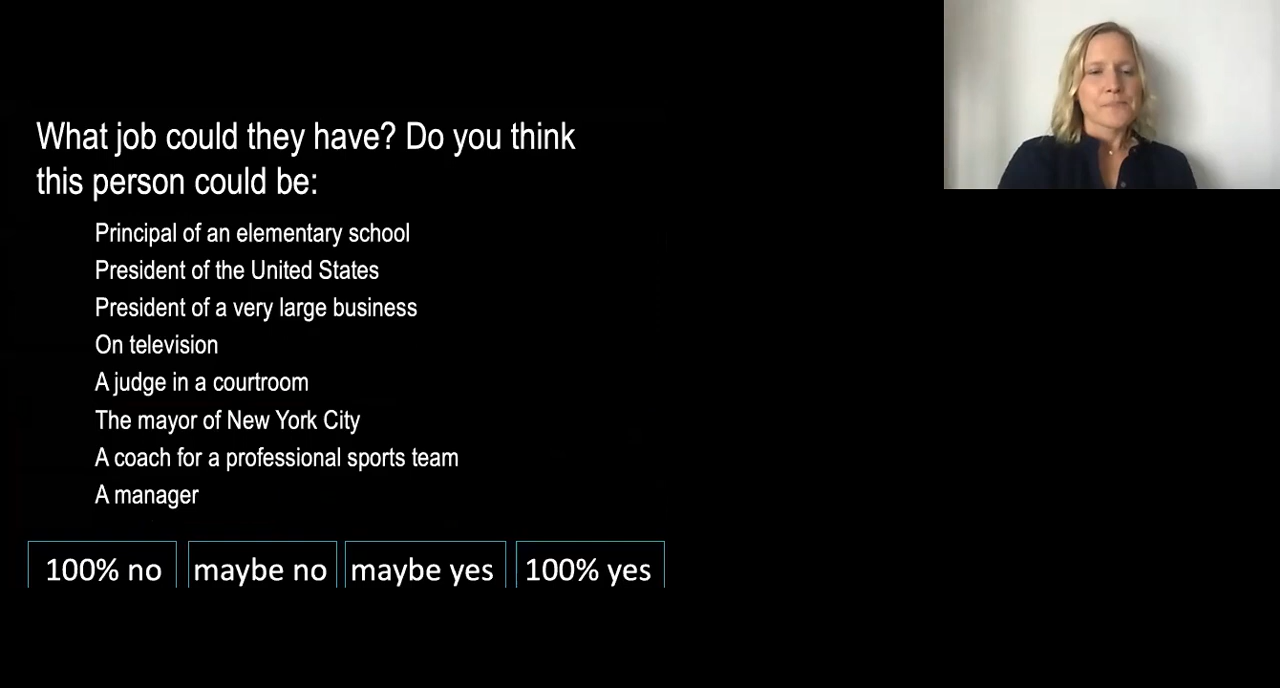 What job could they have? Do you think
this person could be:
Principal of an elementary school
President of the United States
President of a very large business
On television
A judge in a courtroom
The mayor of New York City
A coach for a professional sports team
A manager
100% no
maybe no
maybe yes
100% yes